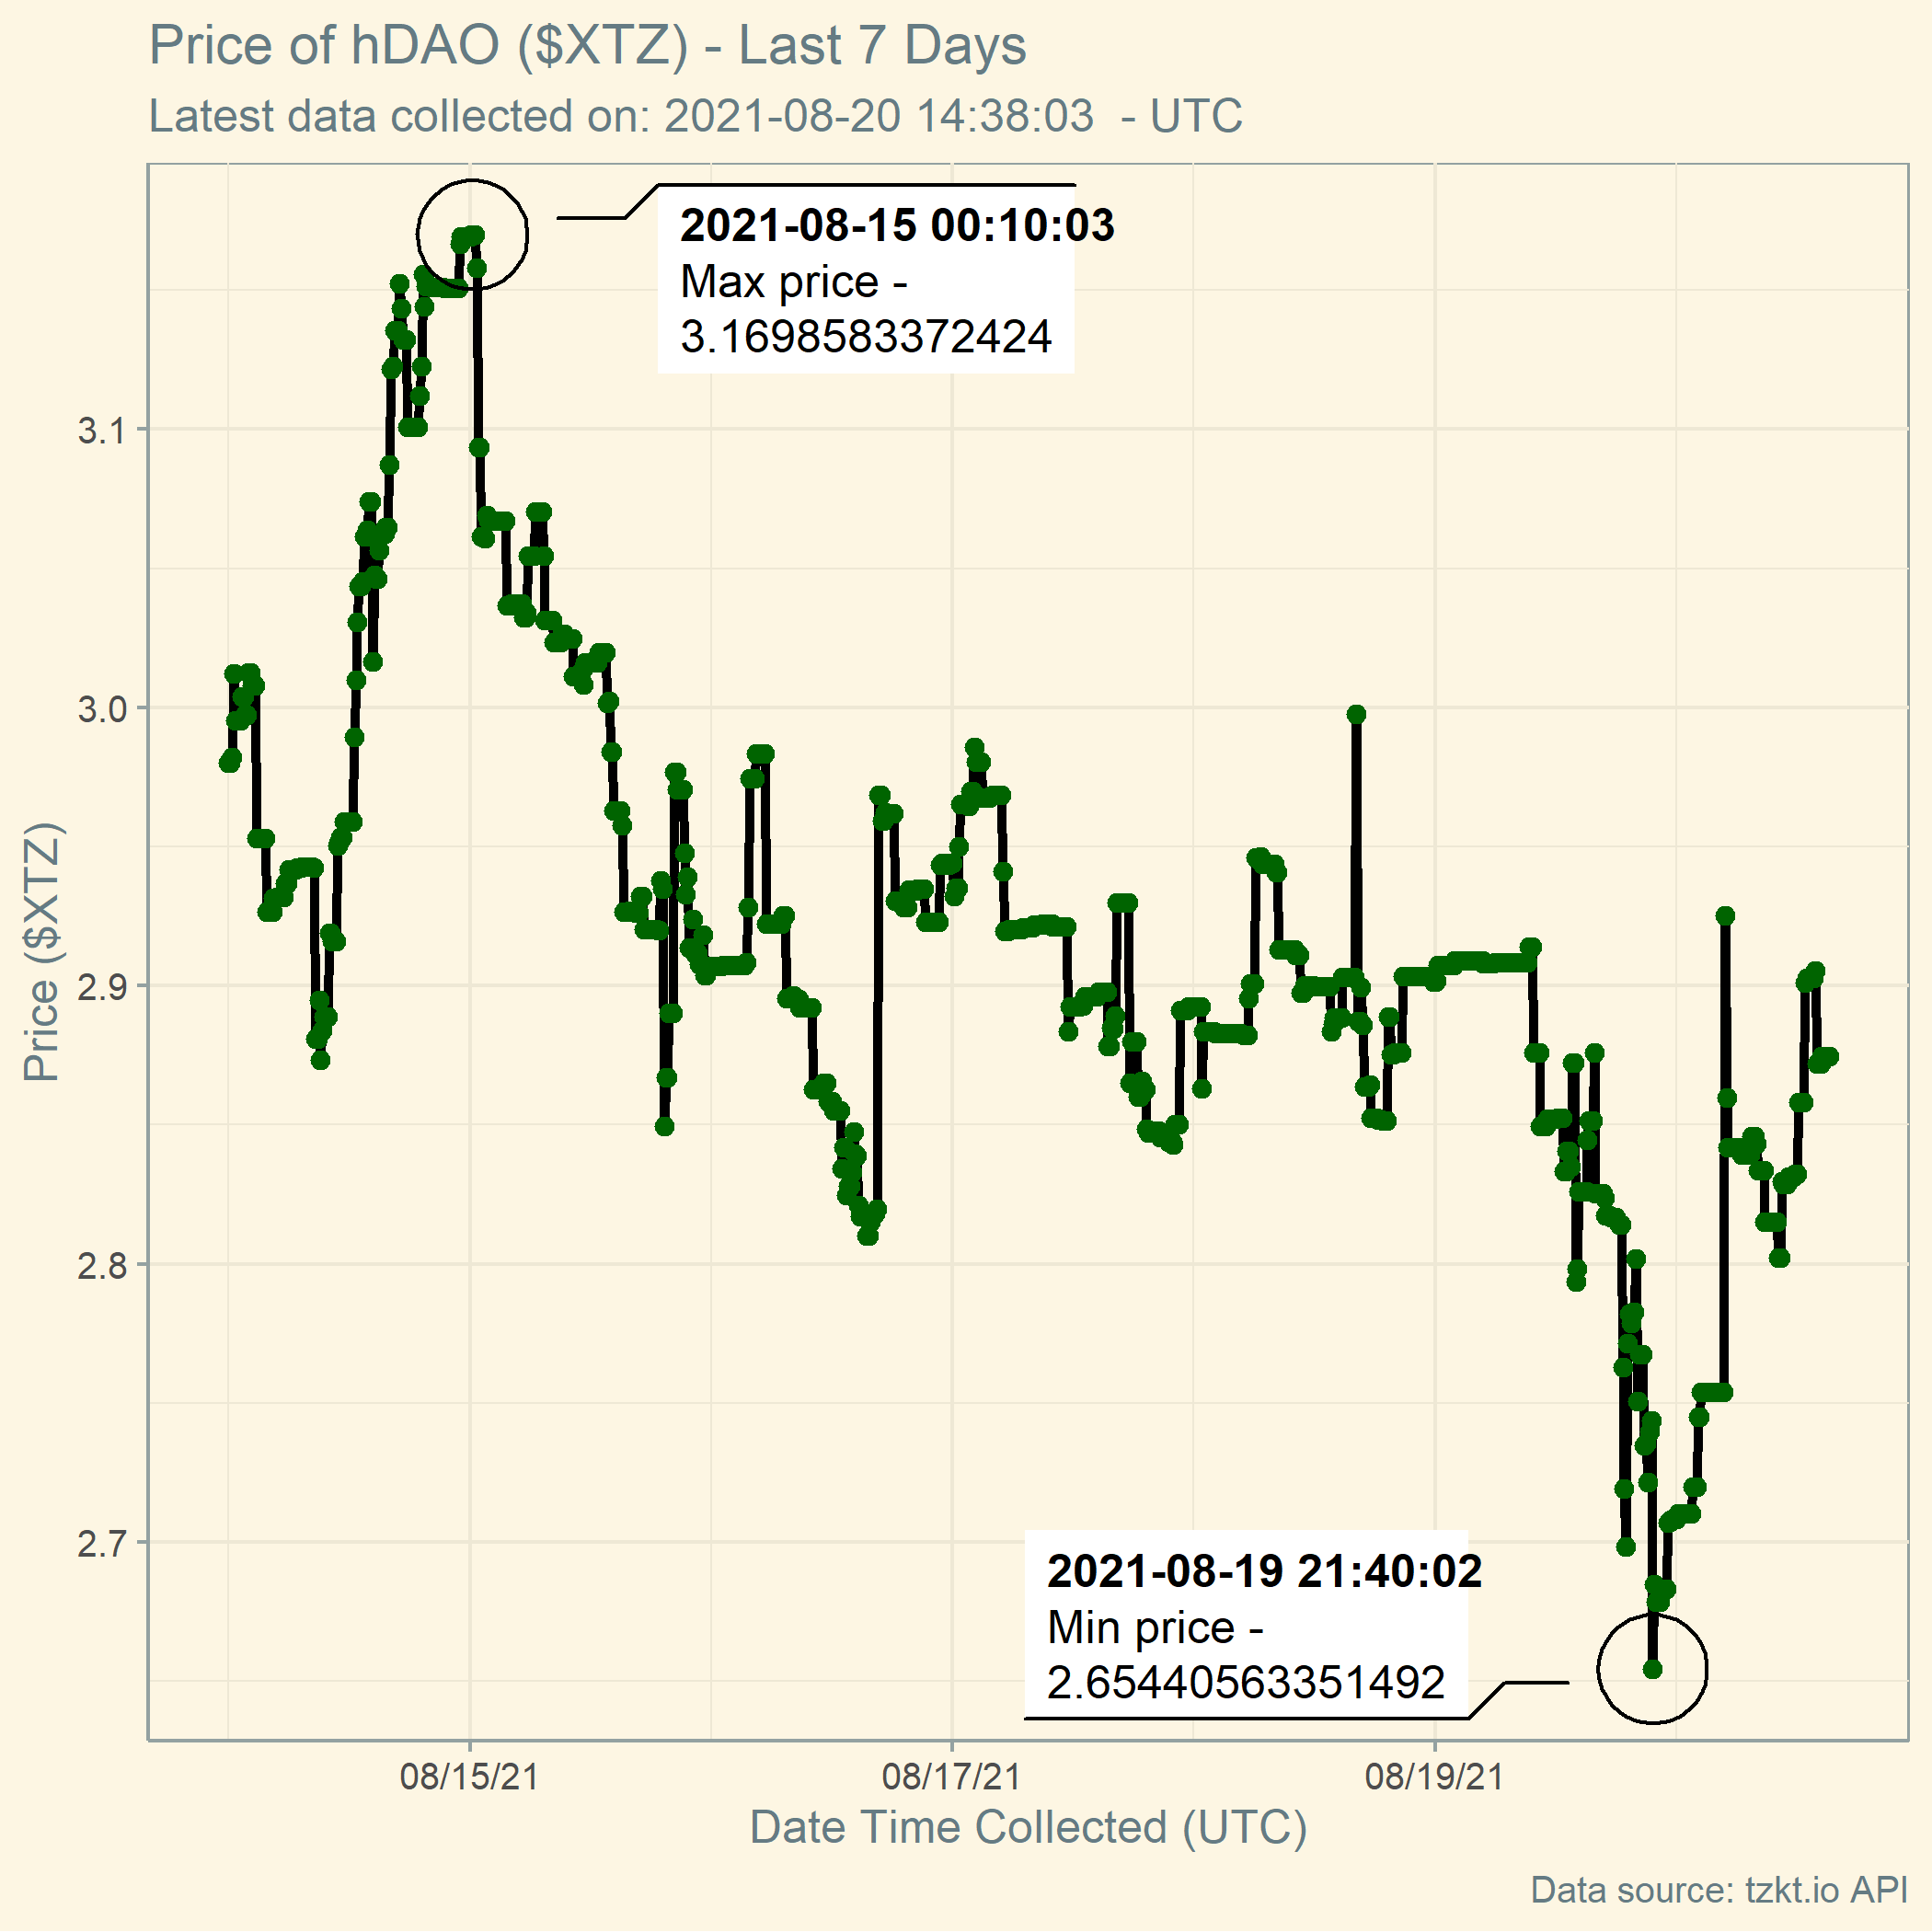 Price of hDAO ($XTZ) - Last 7 Days
Latest data collected on: 2021-08-20 14:38:03  - UTC
2021-08-15 00:10:03
Max price -
3.1698583372424
3.1
3.0
2.9
2.8
2.7
Price ($XTZ)
2021-08-19 21:40:02
Min price -
2.65440563351492
08/15/21
08/17/21
08/19/21
Date Time Collected (UTC)
Data source: tzkt.io API